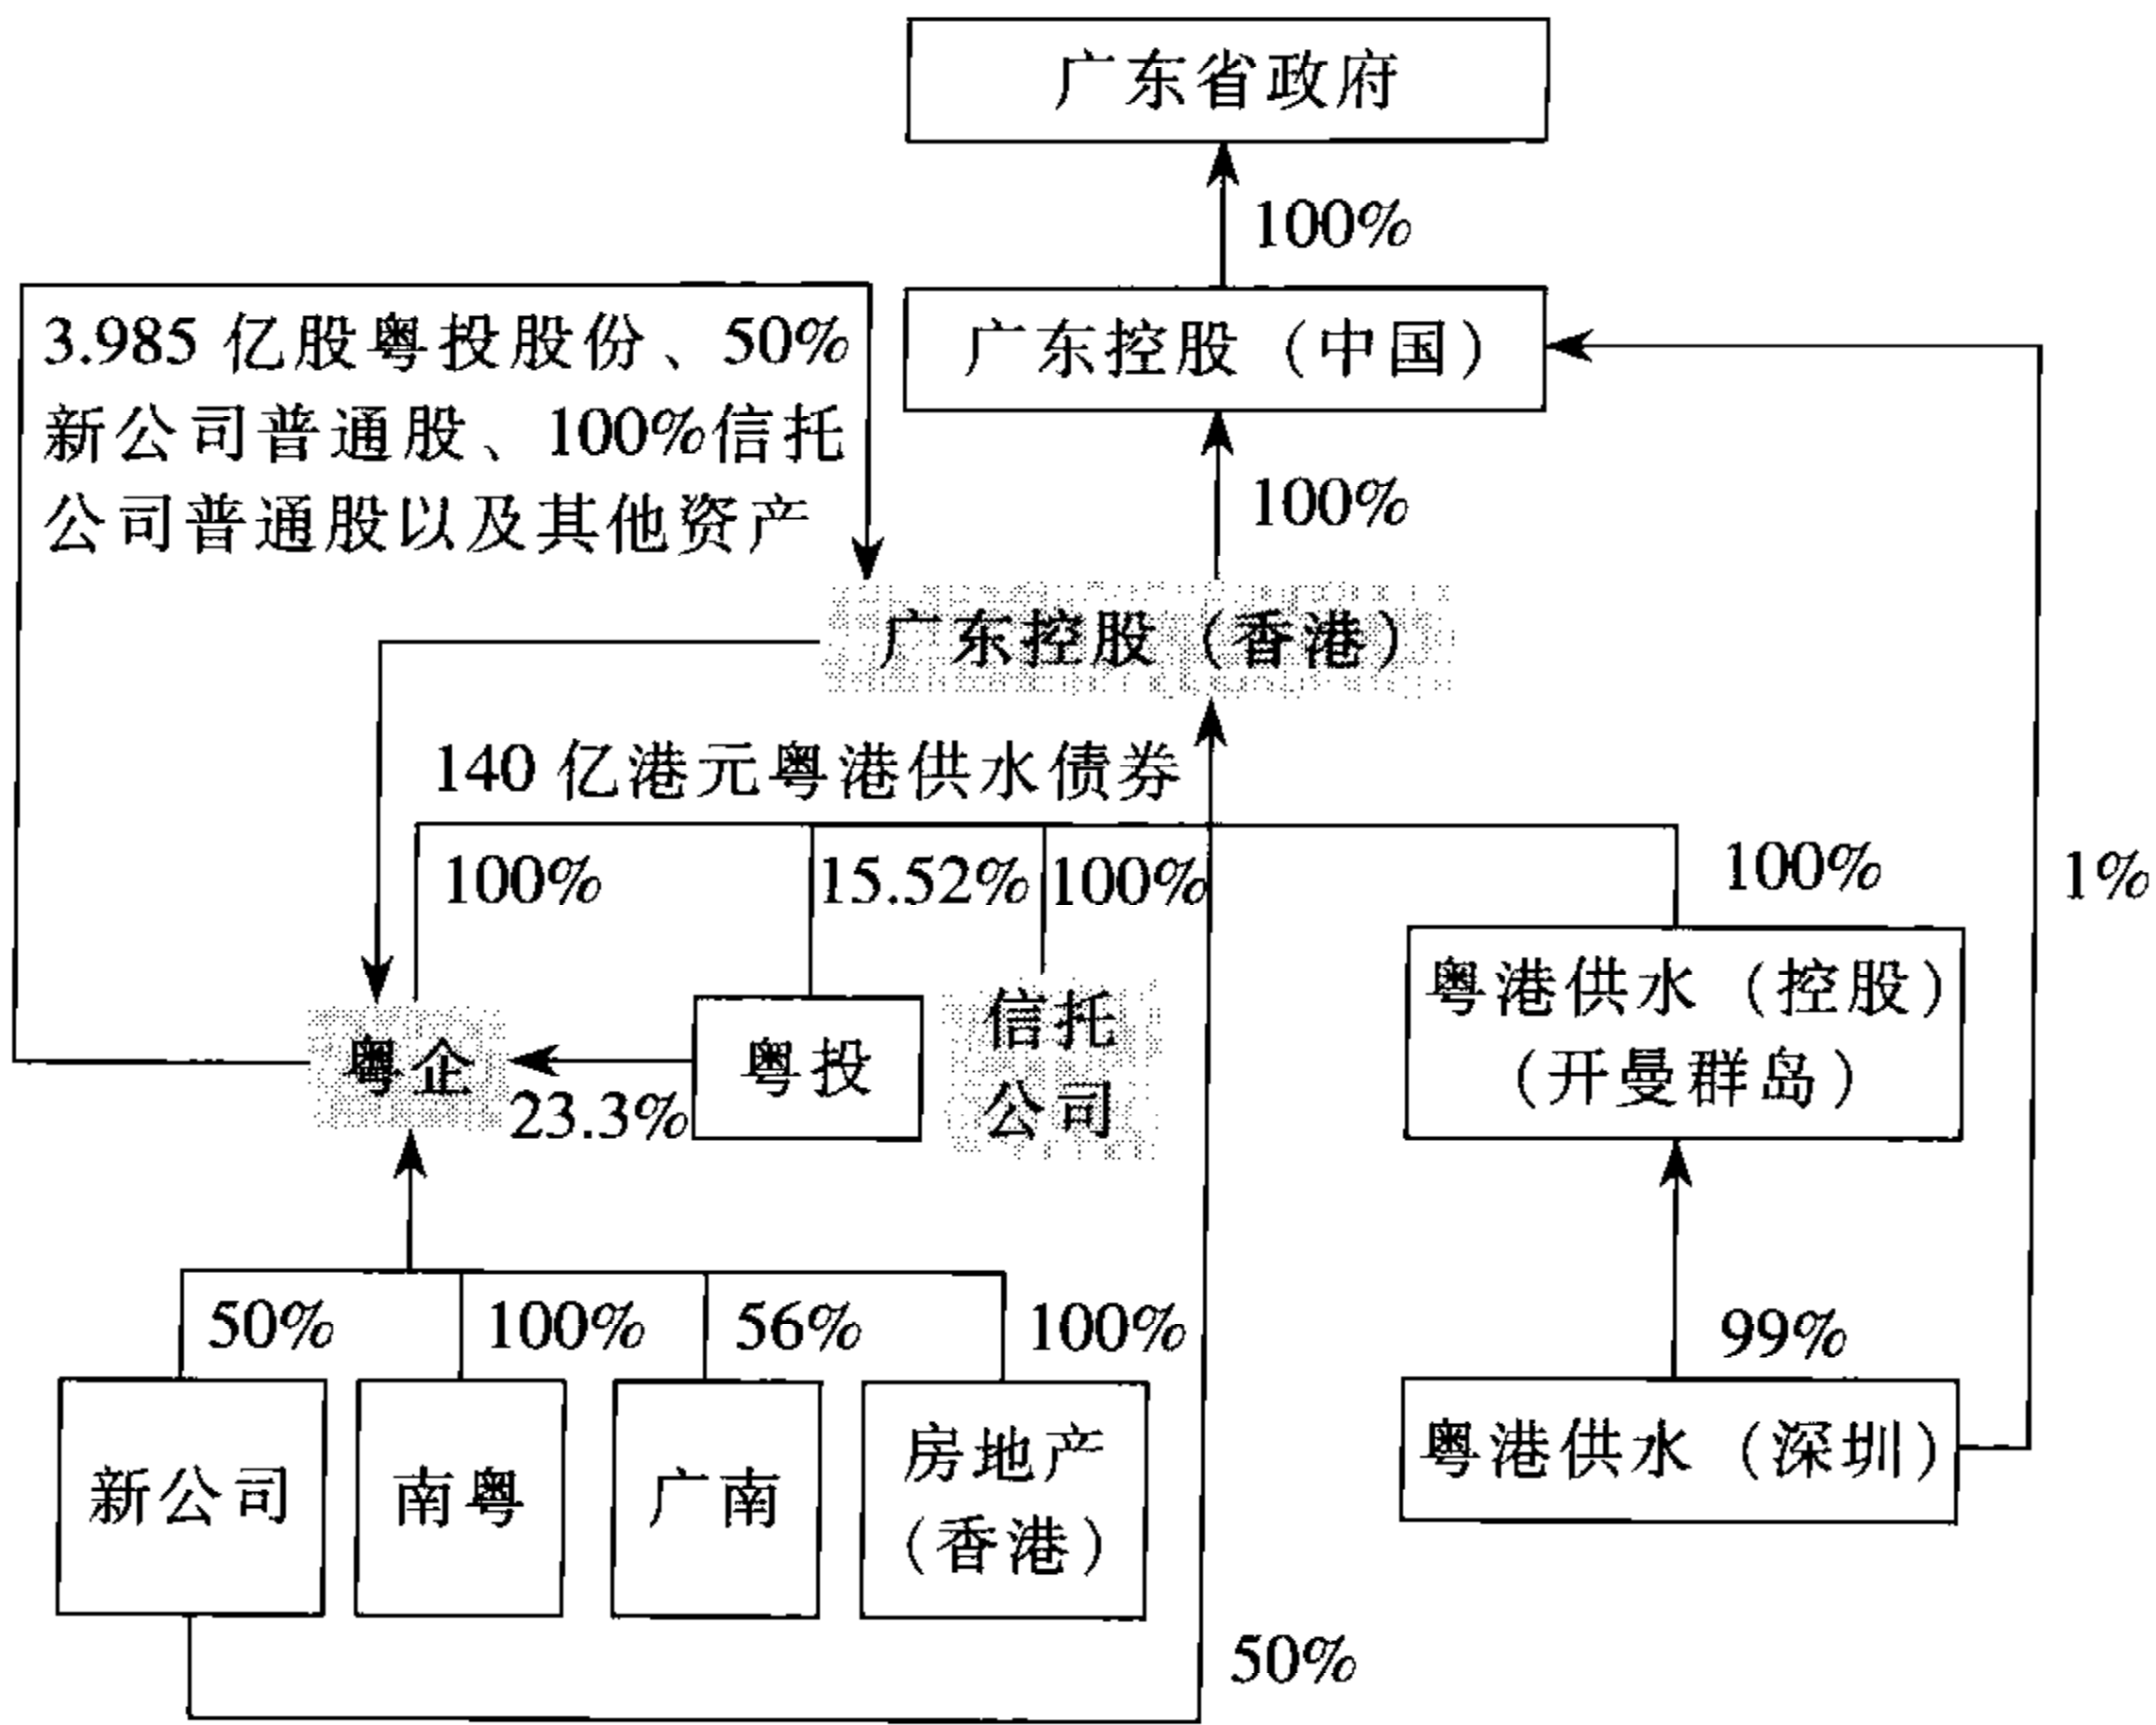 广东省政府
100%
3.985 亿股粤投股份、50%
新公司普通股、100%信托
公司普通股以及其他资产
广东控股（中国）
100%
广东控股（香港）
140 亿港元粤港供水债券
100%
15.52%
100%
100%
1%
粤企
23.3%
粤投
信托
公司
粤港供水（控股）
（开曼群岛）
50%
100%
56%
100%
99%
新公司
南粤
广南
房地产
（香港）
粤港供水（深圳）
50%